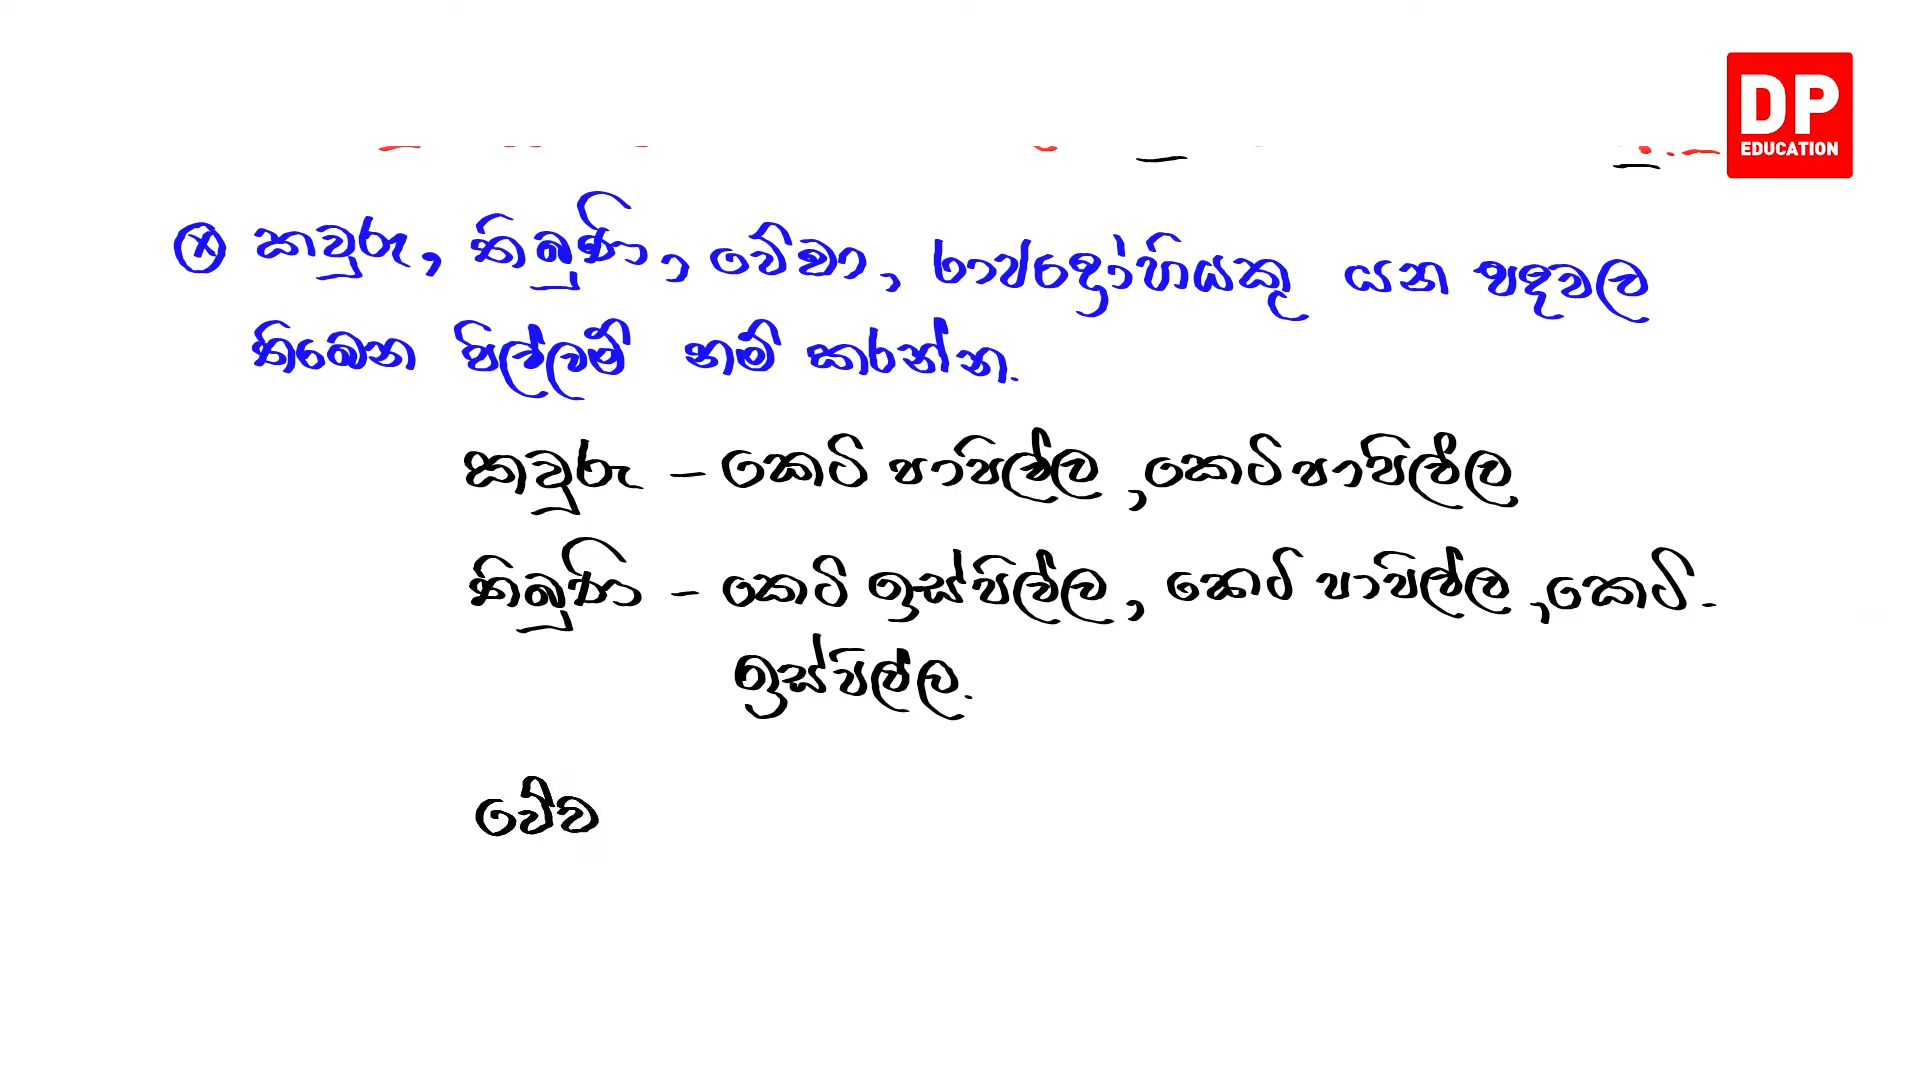 DP
EDUCATION
කවුරු, තිබුණි, වේවා, රාජද්‍රෝහියකු යන පදවල
තිබෙන පිල්ලම් නම් කරන්න.
කවුරු - කෙටි පාපිල්ල, කෙටි පාපිල්ල
තිබුණි - කෙටි ඉස්පිල්ල, කෙටි පාපිල්ල, කෙටි.
ඉස්පිල්ල.
වේව